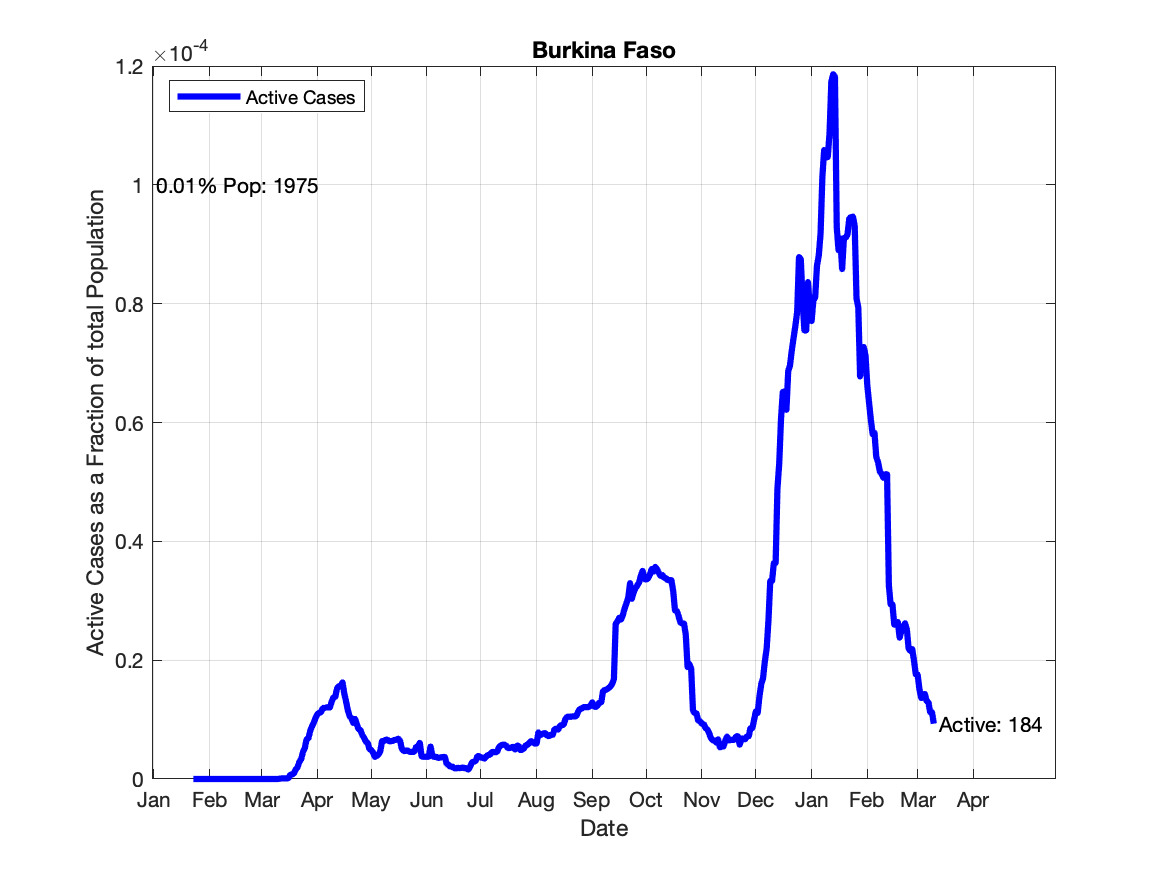 Burkina Faso
×10⁻⁴
1.2
1
0.8
0.6
0.4
0.2
0
Active Cases
0.01% Pop: 1975
Active: 184
Active Cases as a Fraction of total Population
Jan Feb Mar Apr May Jun Jul Aug Sep Oct Nov Dec Jan Feb Mar Apr
Date